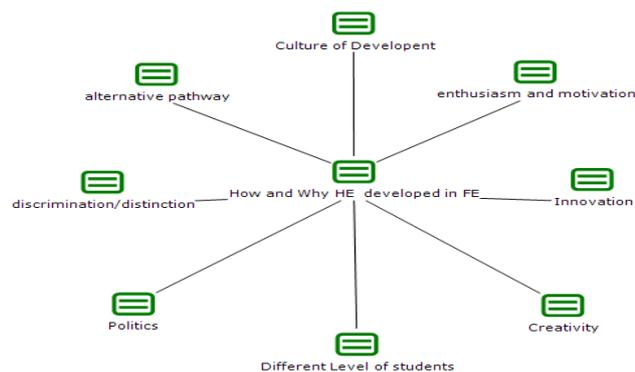 Culture of Developent
alternative pathway
enthusiasm and motivation
How and Why HE developed in FE
discrimination/distinction
Innovation
Politics
Creativity
Different Level of students